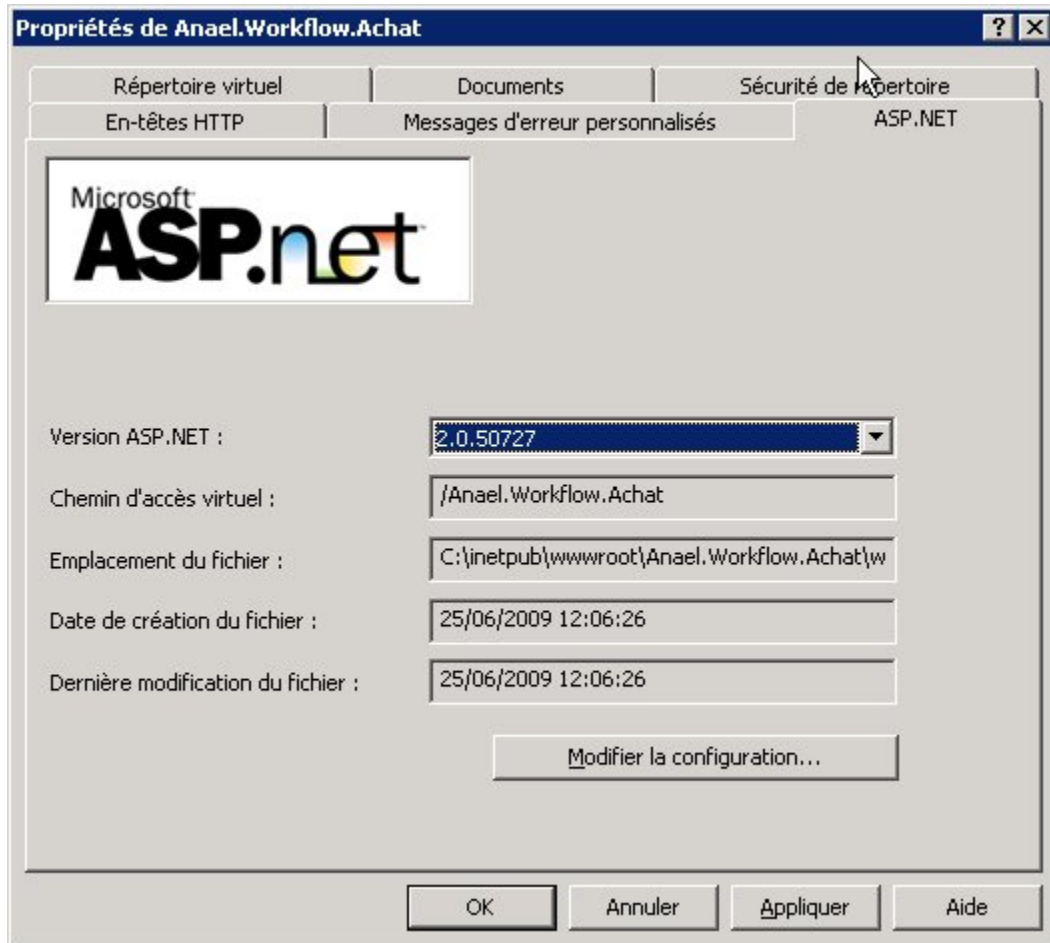 Propriétés de Anael.Workflow.Achat
Répertoire virtuel Documents Sécurité de répertoire
En-têtes HTTP Messages d'erreur personnalisés ASP.NET
Microsoft
ASP.net
Version ASP.NET : 2.0.50727
Chemin d'accès virtuel : /Anael.Workflow.Achat
Emplacement du fichier : C:\inetpub\wwwroot\Anael.Workflow.Achat\w
Date de création du fichier : 25/06/2009 12:06:26
Dernière modification du fichier : 25/06/2009 12:06:26
Modifier la configuration...
OK Annuler Appliquer Aide